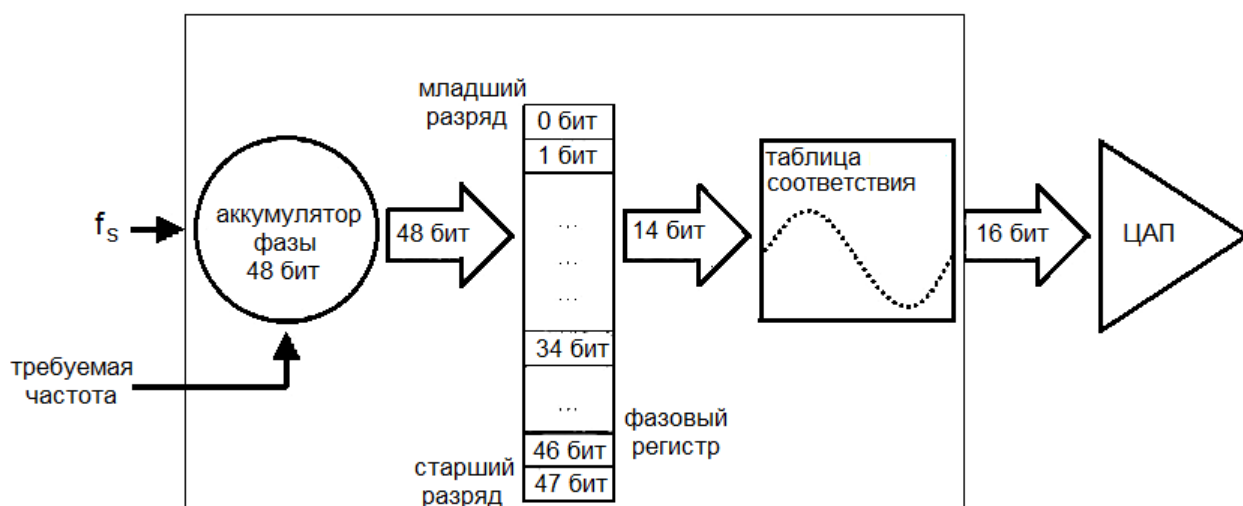 младший
разряд
0 бит
1 бит
таблица
соответствия
fs
аккумулятор
фазы
48 бит
48 бит
...
...
...
14 бит
16 бит
ЦАП
34 бит
требуемая
частота
...
фазовый
регистр
46 бит
старший
разряд
47 бит